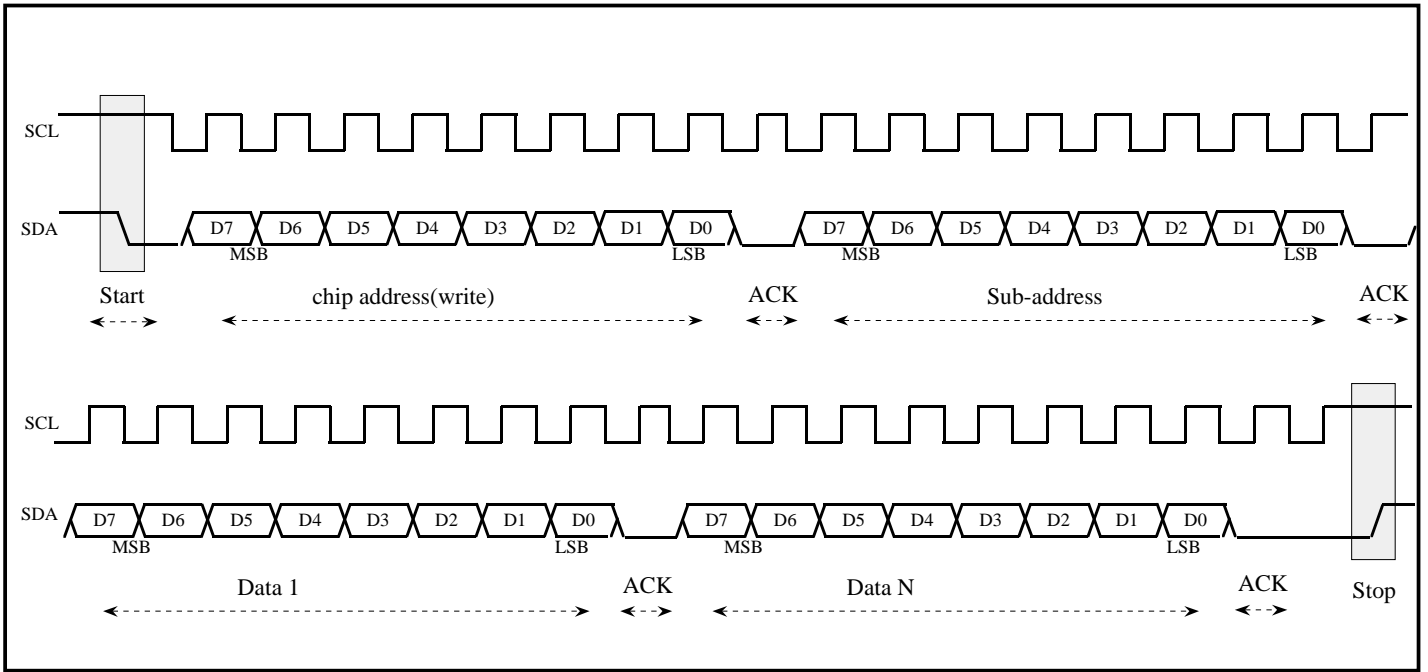 SCL
SDA D7 D6 D5 D4 D3 D2 D1 D0 D7 D6 D5 D4 D3 D2 D1 D0
MSB LSB MSB LSB
Start chip address(write) ACK Sub-address ACK
SCL
SDA D7 D6 D5 D4 D3 D2 D1 D0 D7 D6 D5 D4 D3 D2 D1 D0
MSB LSB MSB LSB
Data 1 ACK Data N ACK Stop